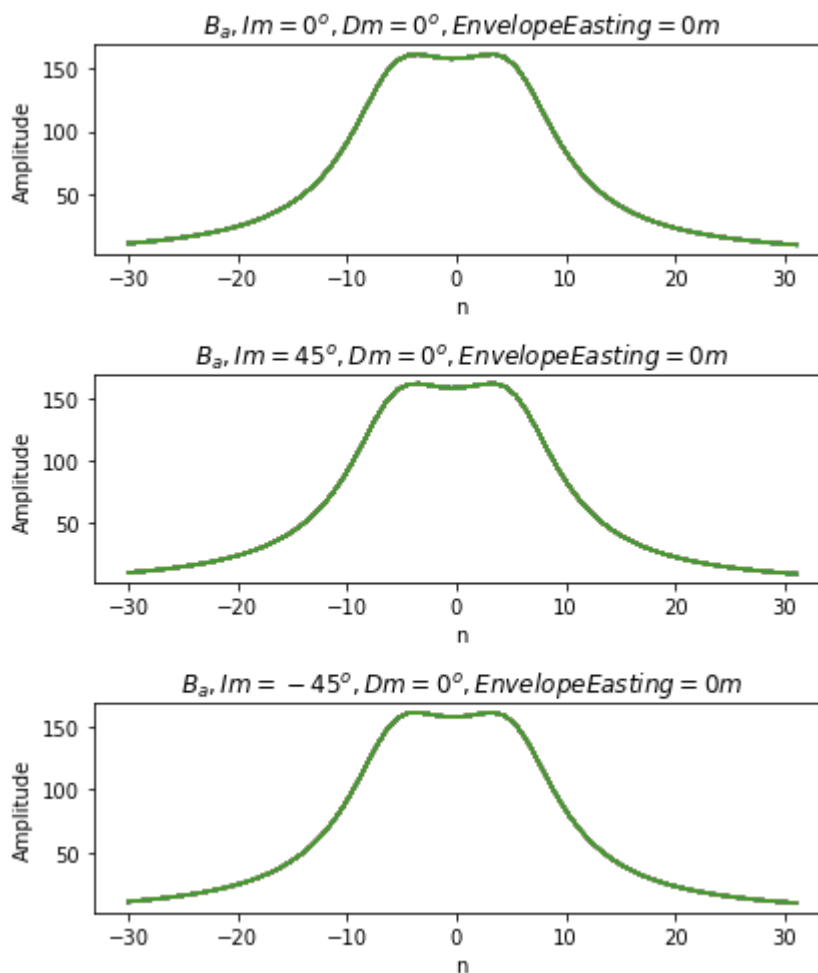 B_a, Im = 0°, Dm = 0°, EnvelopeEasting = 0m
150
100
50
Amplitude
−30 −20 −10 0 10 20 30
n
B_a, Im = 45°, Dm = 0°, EnvelopeEasting = 0m
150
100
50
Amplitude
−30 −20 −10 0 10 20 30
n
B_a, Im = − 45°, Dm = 0°, EnvelopeEasting = 0m
150
100
50
Amplitude
−30 −20 −10 0 10 20 30
n